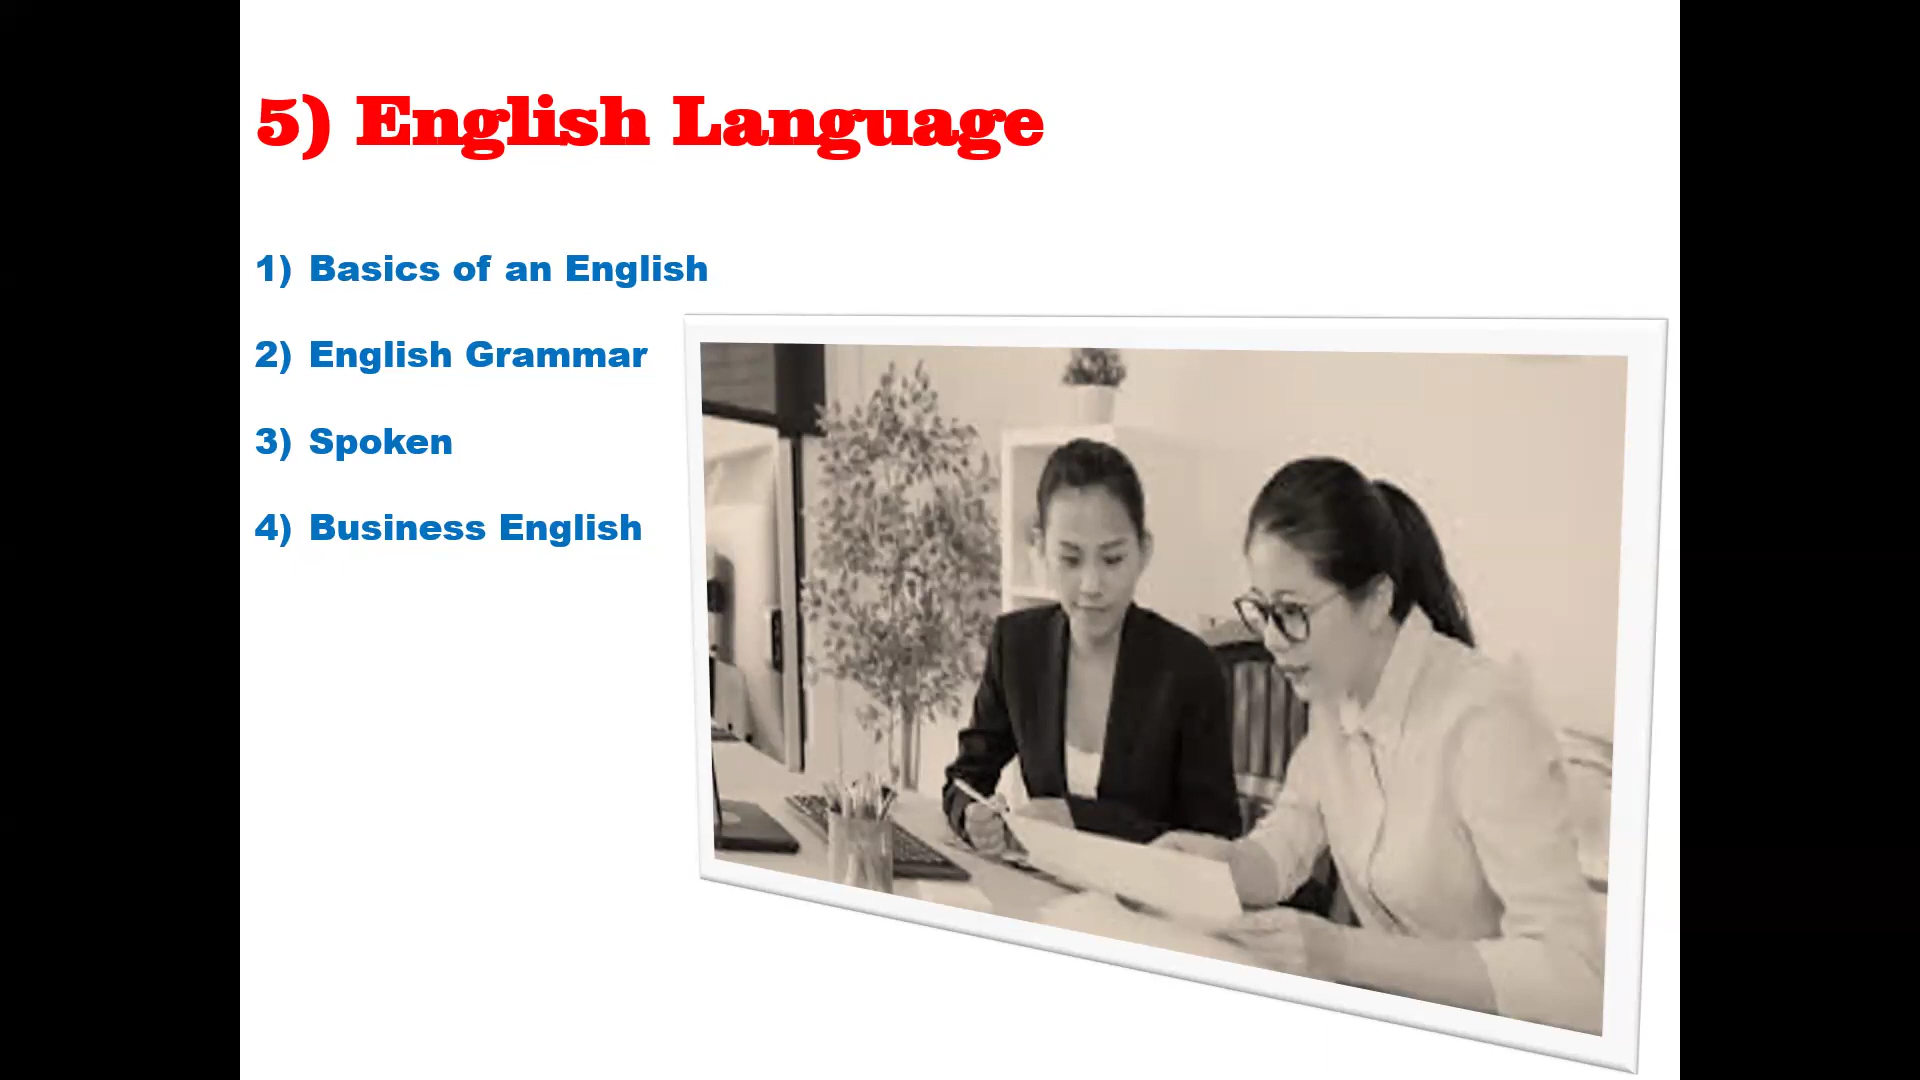 5) English Language
1) Basics of an English
2) English Grammar
3) Spoken
4) Business English